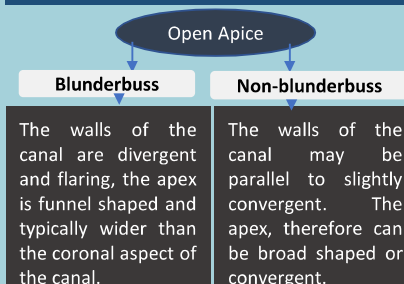 Open Apice
Blunderbuss
Non-blunderbuss
The walls of the
canal are divergent
and flaring, the apex
is funnel shaped and
typically wider than
the coronal aspect of
the canal.
The walls of the
canal may be
parallel to slightly
convergent. The
apex, therefore can
be broad shaped or
convergent.